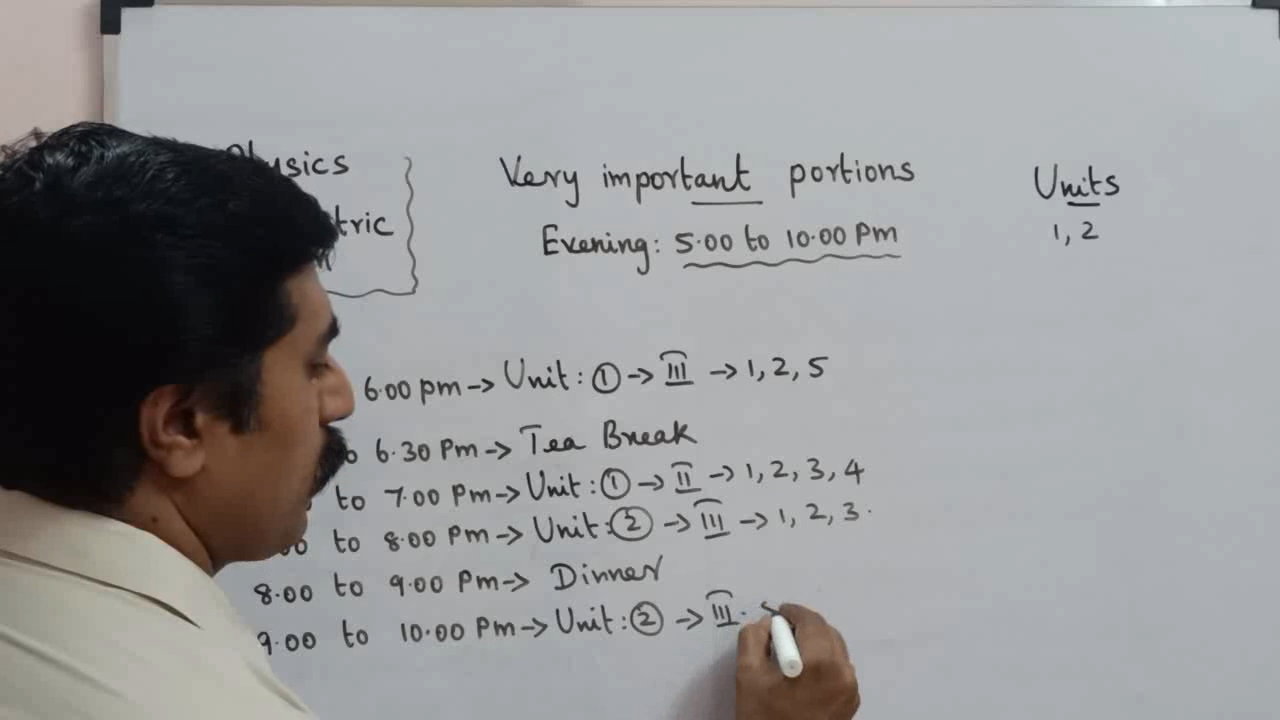 Physics
Very important portions
Units
Evening: 5.00 to 10.00 Pm
1, 2
6.00 pm -> Unit: ① -> III -> 1, 2, 5
6.30 Pm -> Tea Break
to 7.00 Pm -> Unit: ① -> II -> 1, 2, 3, 4
to 8.00 Pm -> Unit: ② -> III -> 1, 2, 3.
8.00 to 9.00 Pm -> Dinner
9.00 to 10.00 Pm -> Unit: ② -> III.